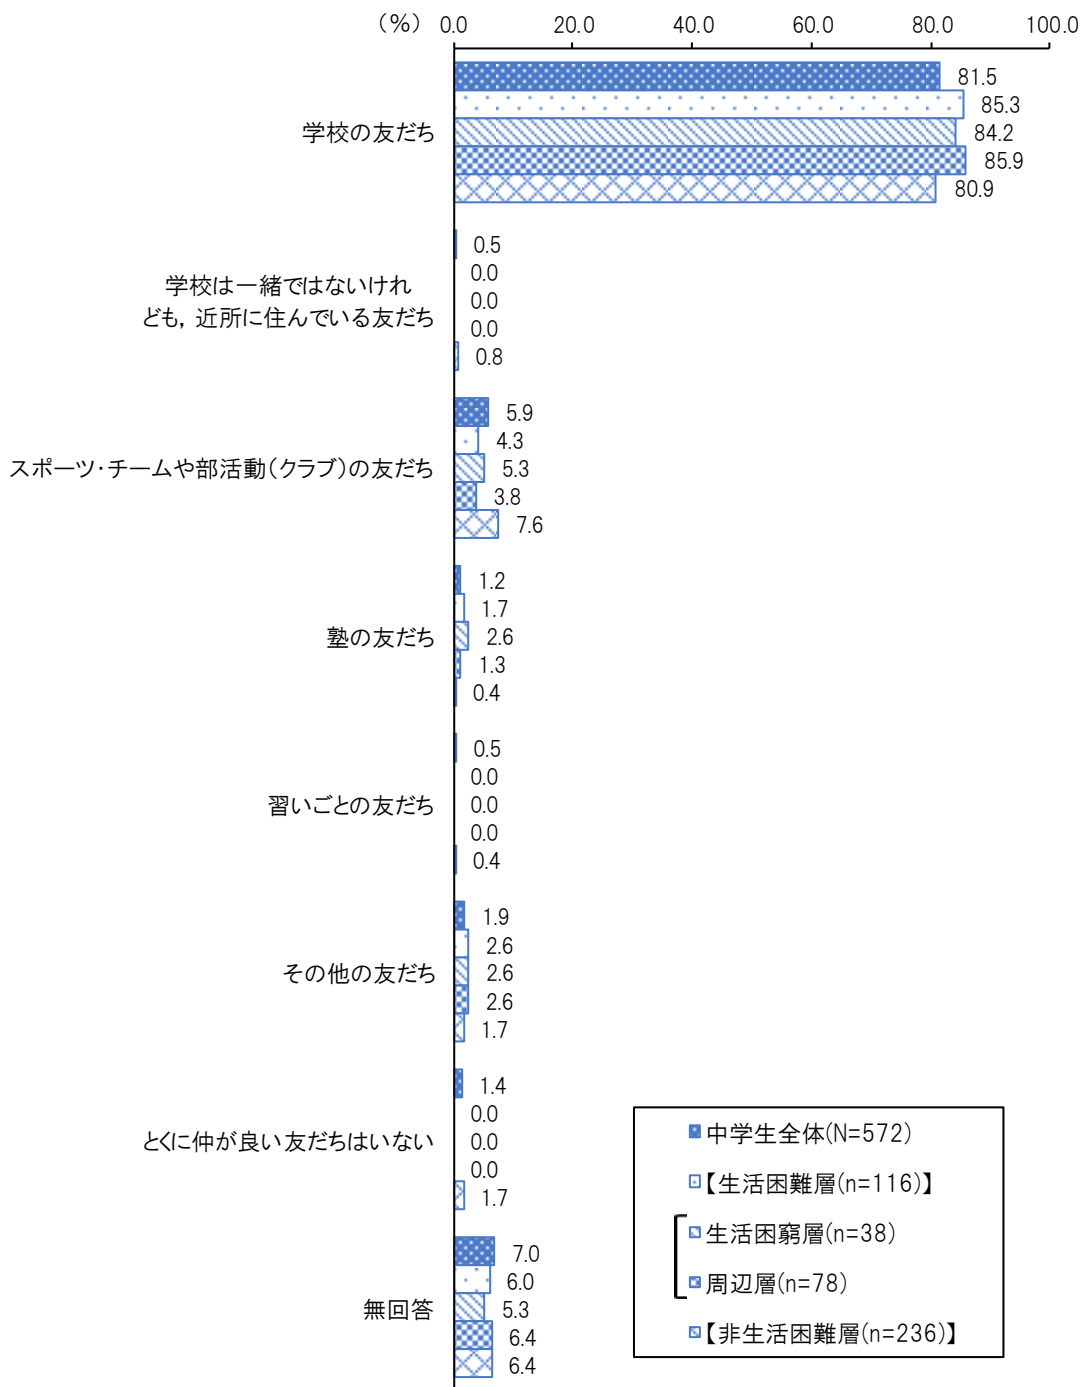 （％） 0.0 20.0 40.0 60.0 80.0 100.0
学校の友だち
81.5
85.3
84.2
85.9
80.9
学校は一緒ではないけれ
ども，近所に住んでいる友だち
0.5
0.0
0.0
0.0
0.8
スポーツ・チームや部活動（クラブ）の友だち
5.9
4.3
5.3
3.8
7.6
塾の友だち
1.2
1.7
2.6
1.3
0.4
習いごとの友だち
0.5
0.0
0.0
0.0
0.4
その他の友だち
1.9
2.6
2.6
2.6
1.7
とくに仲が良い友だちはいない
1.4
0.0
0.0
0.0
1.7
無回答
7.0
6.0
5.3
6.4
6.4
中学生全体(N=572)
【生活困難層(n=116)】
生活困窮層(n=38)
周辺層(n=78)
【非生活困難層(n=236)】